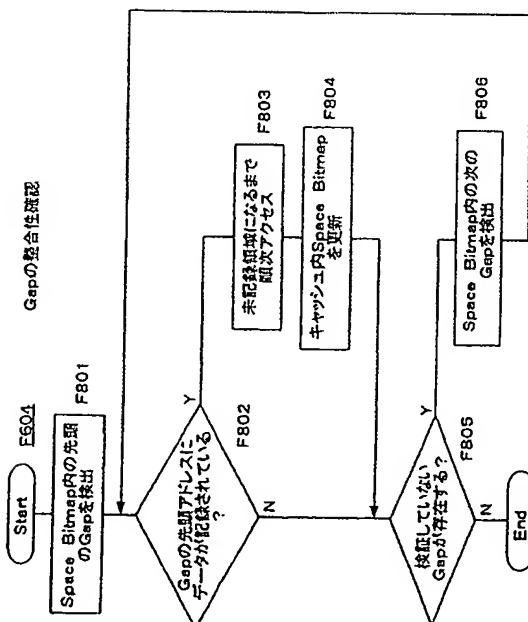 Gapの整合性確認
Start
F604
Space Bitmap内の先頭
のGapを検出
F801
Gapの先頭アドレスに
データが記録されている
?
F802
Y
N
未記録領域になるまで
順次アクセス
F803
キャッシュ内Space Bitmap
を更新
F804
検証していない
Gapが存在する?
F805
Y
N
Space Bitmap内の次の
Gapを検出
F806
End